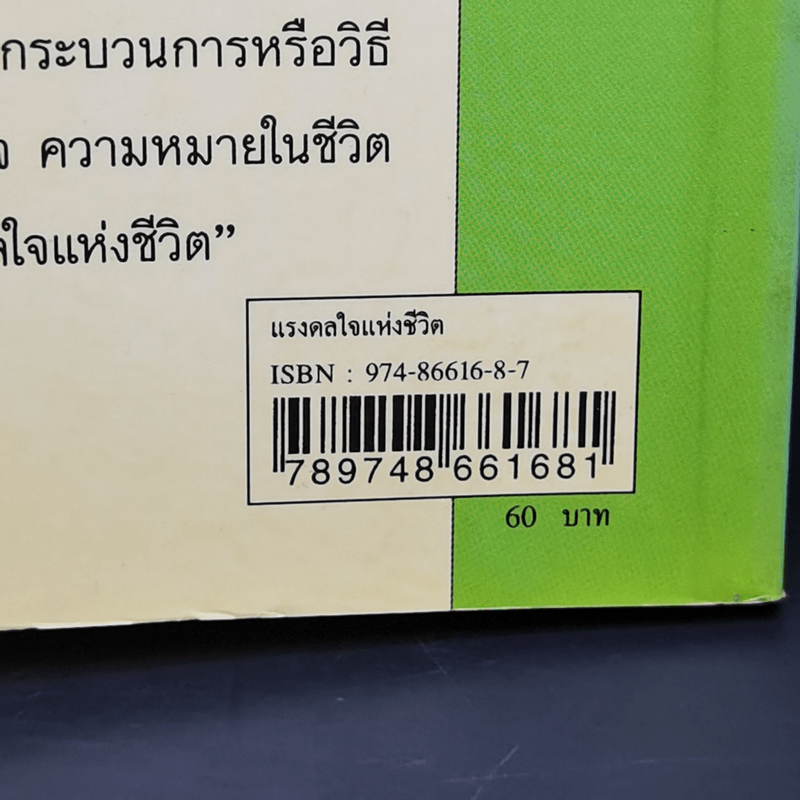 กระบวนการหรือวิธี
ความหมายในชีวิต
ใจแห่งชีวิต”
แรงดลใจแห่งชีวิต
ISBN : 974-86616-8-7
789748 661681
60 บาท